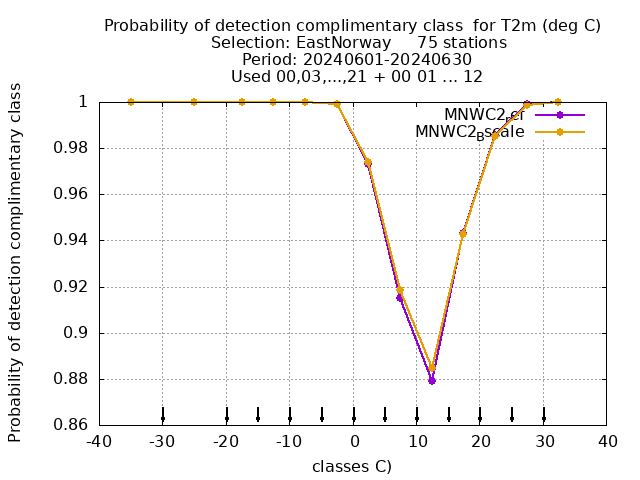 Probability of detection complimentary class  for T2m (deg C)
Selection: EastNorway     75 stations
Period: 20240601-20240630
Used 00,03,...,21 + 00 01 ... 12
Probability of detection complimentary class
1
0.98
0.96
0.94
0.92
0.9
0.88
0.86
MNWC2_Bscale
-40
-30
-20
-10
0
10
20
30
40
classes C)